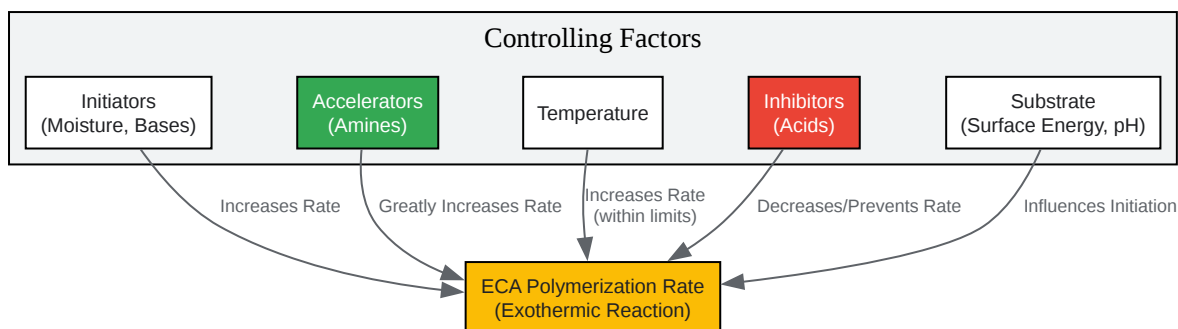 Controlling Factors
Initiators
(Moisture, Bases)
Accelerators
(Amines)
Temperature
Inhibitors
(Acids)
Substrate
(Surface Energy, pH)
Increases Rate
Greatly Increases Rate
Increases Rate
(within limits)
Decreases/Prevents Rate
Influences Initiation
ECA Polymerization Rate
(Exothermic Reaction)